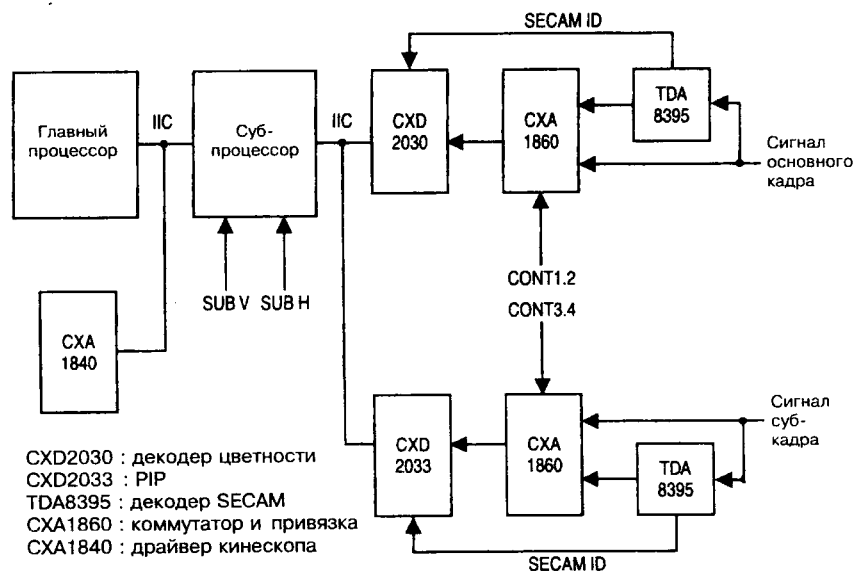 SECAM ID
Главный
процессор
IIC
Суб-
процессор
IIC
CXD
2030
CXA
1860
TDA
8395
Сигнал
основного
кадра
SUB V
SUB H
CONT1.2
CONT3.4
CXA
1840
CXD
2033
CXA
1860
TDA
8395
Сигнал
суб-
кадра
SECAM ID
CXD2030 : декодер цветности
CXD2033 : PIP
TDA8395 : декодер SECAM
CXA1860 : коммутатор и привязка
CXA1840 : драйвер кинескопа